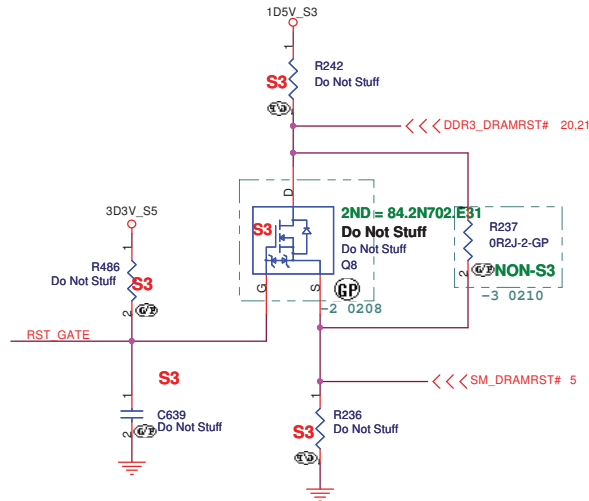 1D5V_S3
1
R242
S3
Do Not Stuff
DDR3_DRAMRST# 20,21
D
3D3V_S5
2ND = 84.2N702.E31
S3
Do Not Stuff
Do Not Stuff
Q8
1
R237
0R2J-2-GP
2
G/P
NON-S3
1
R486
Do Not Stuff
S3
2
G/P
G
S
GP
-2 0208
-3 0210
RST_GATE
S3
SM_DRAMRST# 5
1
C639
Do Not Stuff
2
G/P
1
R236
S3
Do Not Stuff